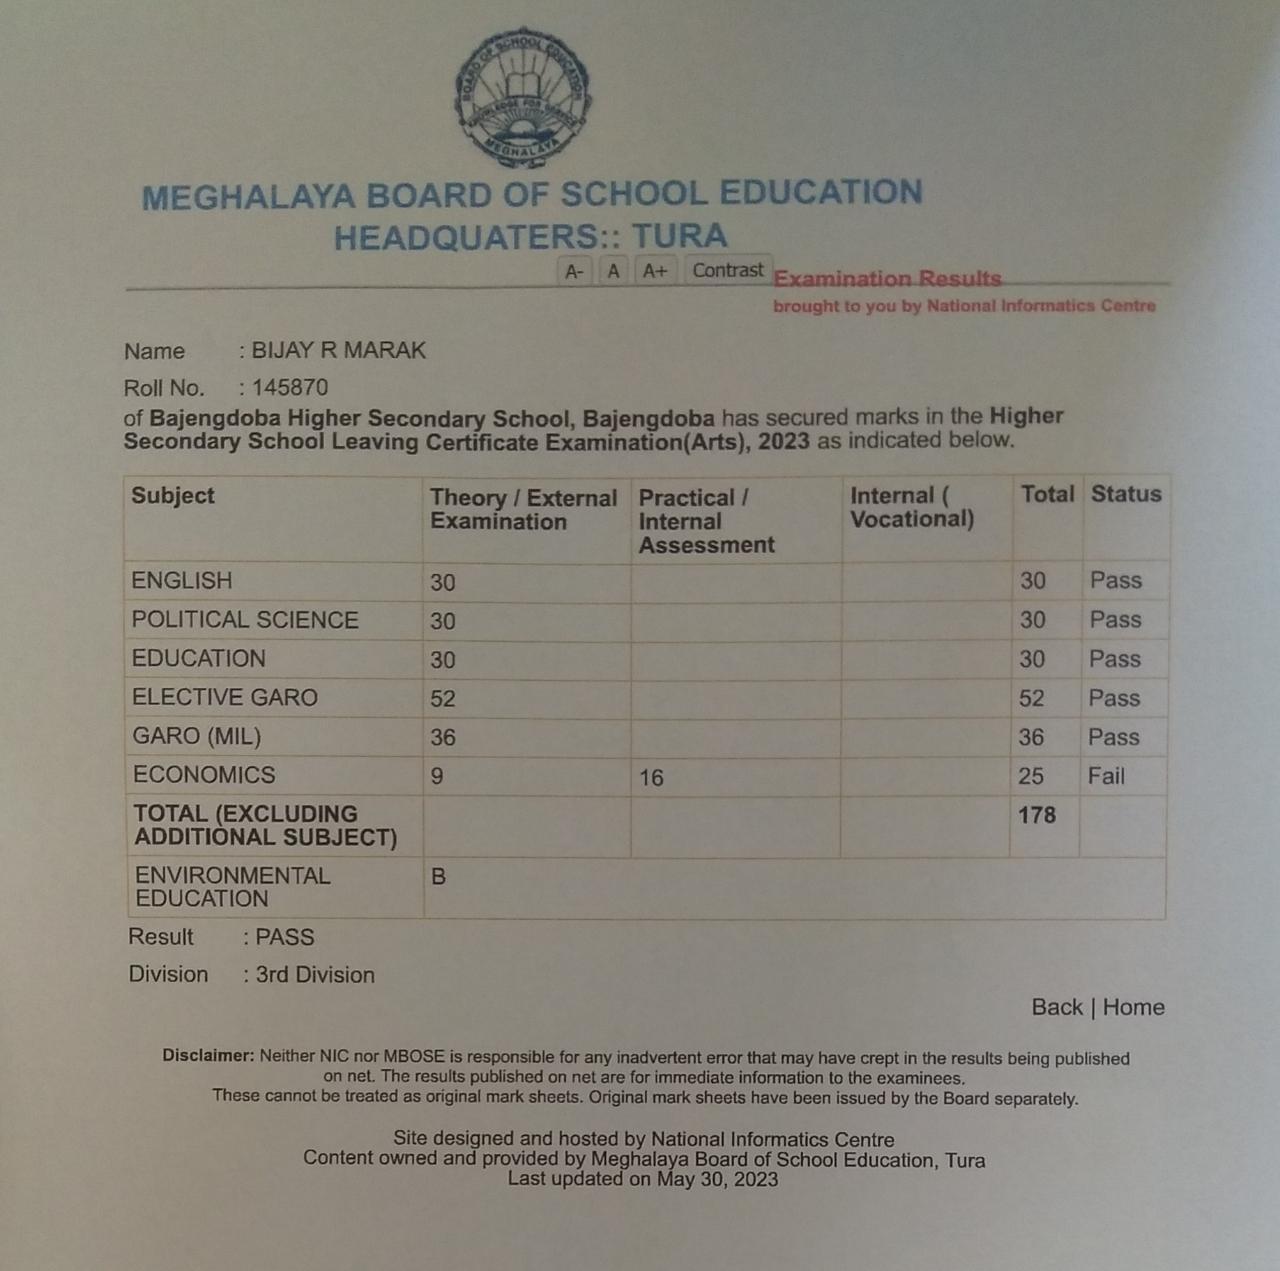 BOARD OF SCHOOL EDUCATION
KNOWLEDGE FOR SERVICE
MEGHALAYA
MEGHALAYA BOARD OF SCHOOL EDUCATION
HEADQUATERS:: TURA
A- A A+ Contrast
Examination Results
brought to you by National Informatics Centre
Name : BIJAY R MARAK
Roll No. : 145870
of Bajengdoba Higher Secondary School, Bajengdoba has secured marks in the Higher
Secondary School Leaving Certificate Examination(Arts), 2023 as indicated below.
Subject Theory / External Examination Practical / Internal Assessment Internal ( Vocational) Total Status
ENGLISH 30 30 Pass
POLITICAL SCIENCE 30 30 Pass
EDUCATION 30 30 Pass
ELECTIVE GARO 52 52 Pass
GARO (MIL) 36 36 Pass
ECONOMICS 9 16 25 Fail
TOTAL (EXCLUDING ADDITIONAL SUBJECT) 178
ENVIRONMENTAL EDUCATION B
Result : PASS
Division : 3rd Division
Back | Home
Disclaimer: Neither NIC nor MBOSE is responsible for any inadvertent error that may have crept in the results being published
on net. The results published on net are for immediate information to the examinees.
These cannot be treated as original mark sheets. Original mark sheets have been issued by the Board separately.
Site designed and hosted by National Informatics Centre
Content owned and provided by Meghalaya Board of School Education, Tura
Last updated on May 30, 2023